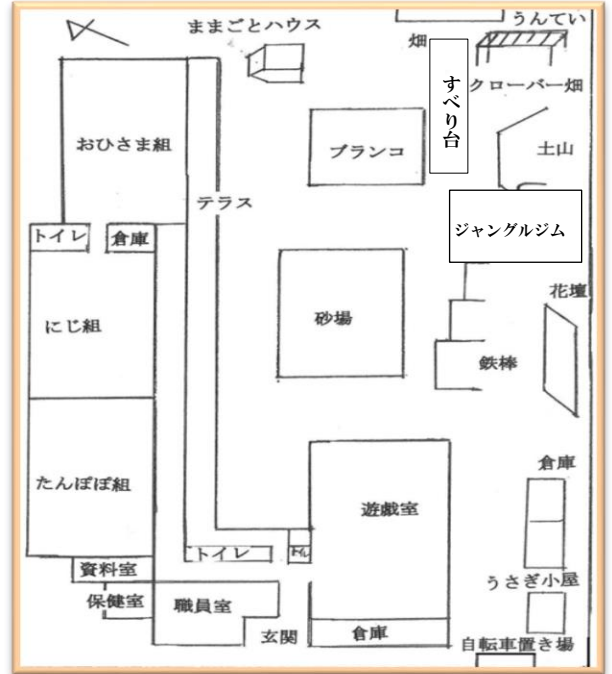 うんてい
ままごとハウス
畑
すべり台
クローバー畑
おひさま組
ブランコ
土山
テラス
ジャングルジム
トイレ
倉庫
花壇
にじ組
砂場
鉄棒
倉庫
たんぽぽ組
遊戯室
トイレ
トイレ
資料室
うさぎ小屋
保健室
職員室
玄関
倉庫
自転車置き場